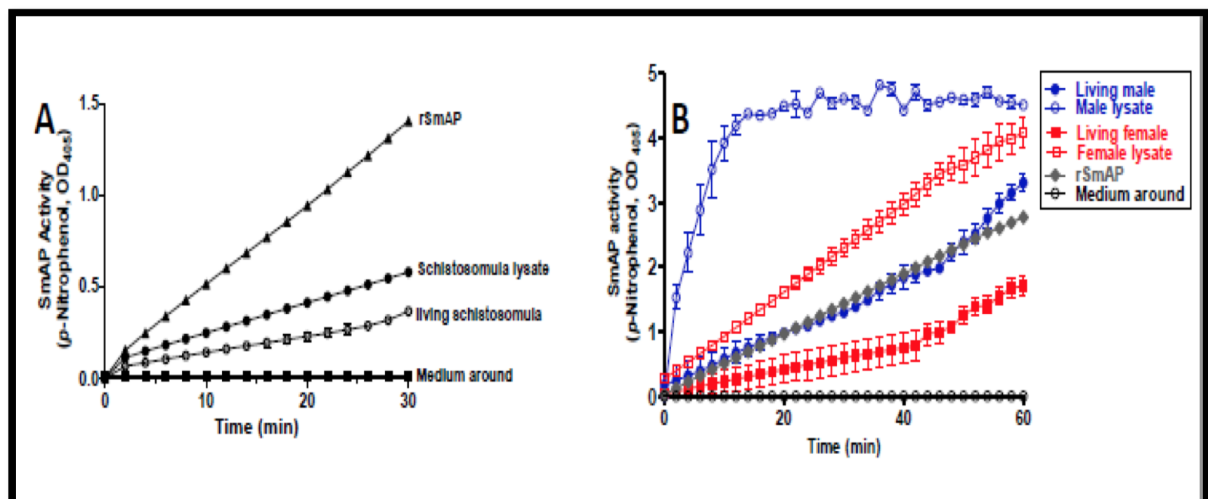 A
SmAP Activity
(p-Nitrophenol, OD405)
1.5
1.0
0.5
0.0
0
10
20
30
Time (min)
rSmAP
Schistosomula lysate
living schistosomula
Medium around
B
SmAP activity
(p-Nitrophenol, OD 405)
5
4
3
2
1
0
0
20
40
60
Time (min)
Living male
Male lysate
Living female
Female lysate
rSmAP
Medium around